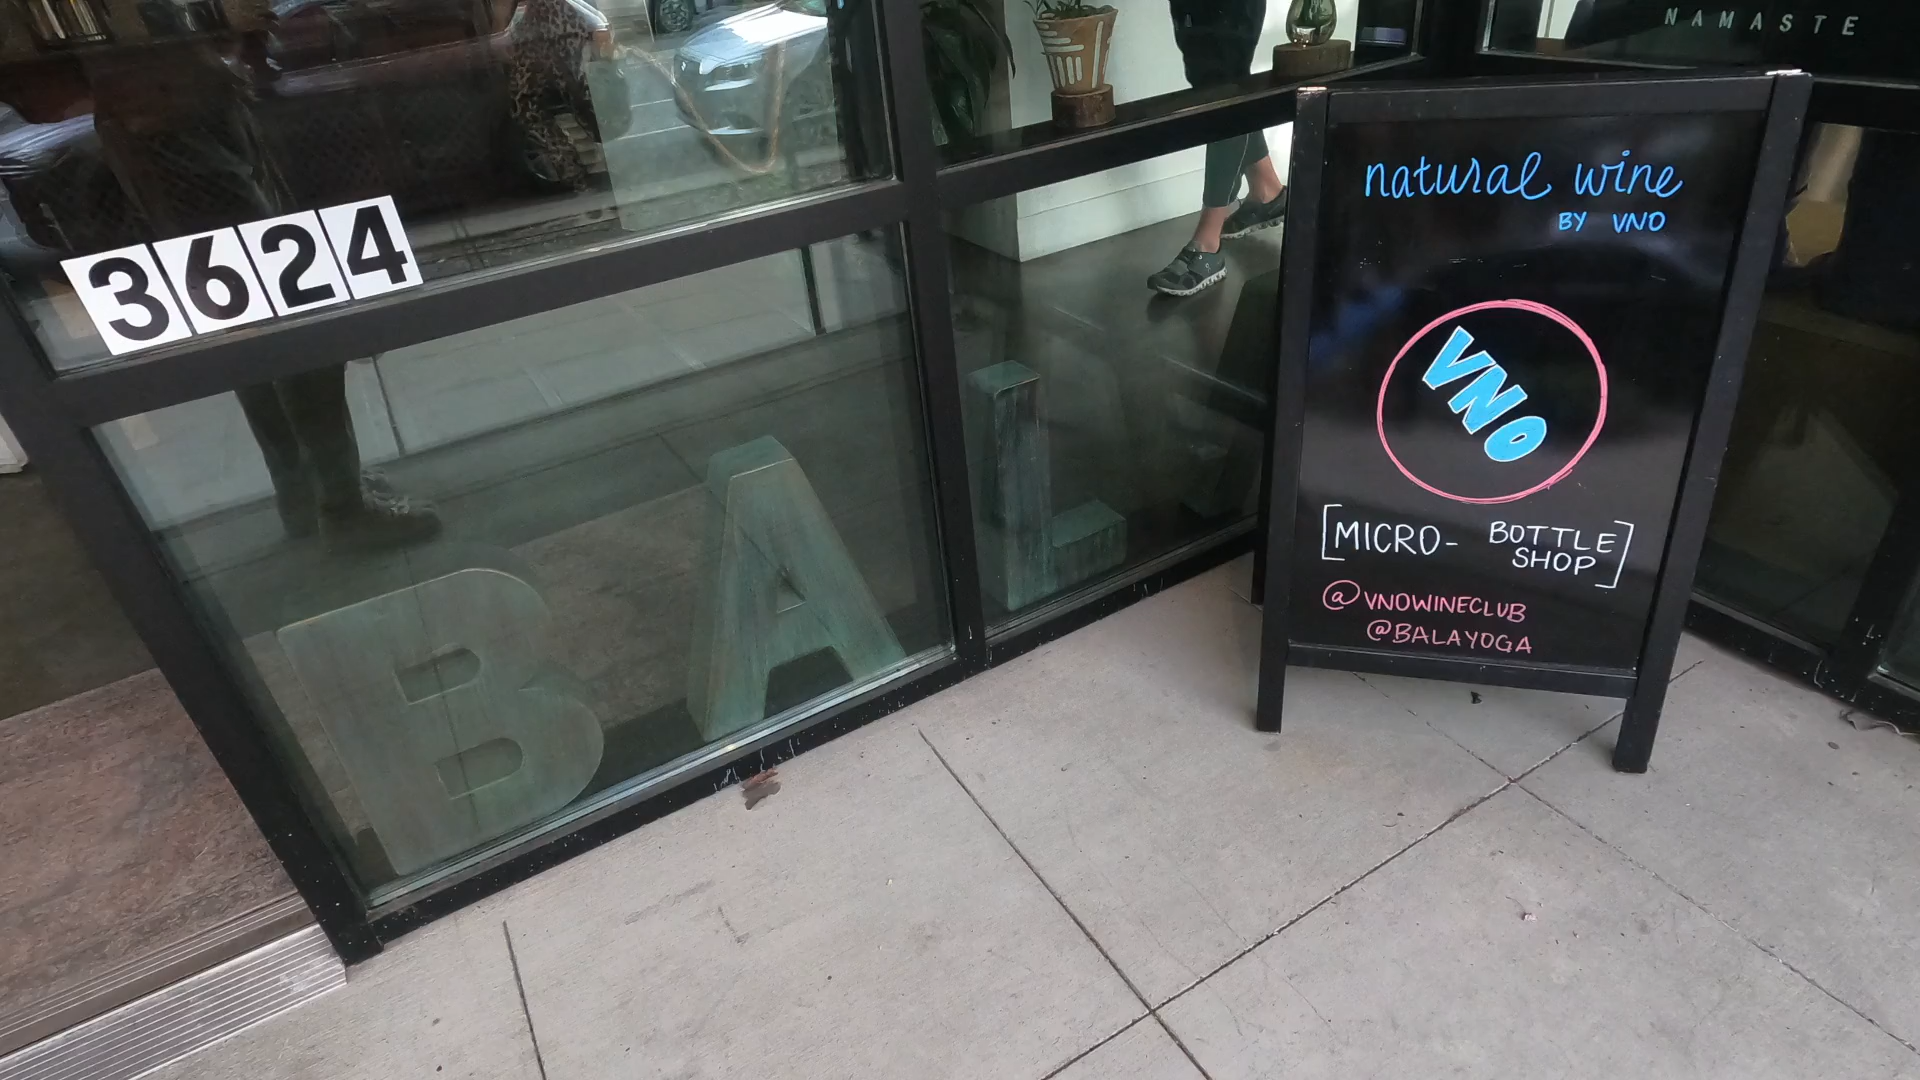 NAMASTE
3624
BAL
natural wine
BY VNO
VNO
[MICRO- BOTTLE
SHOP]
@VNOWINECLUB
@BALAYOGA